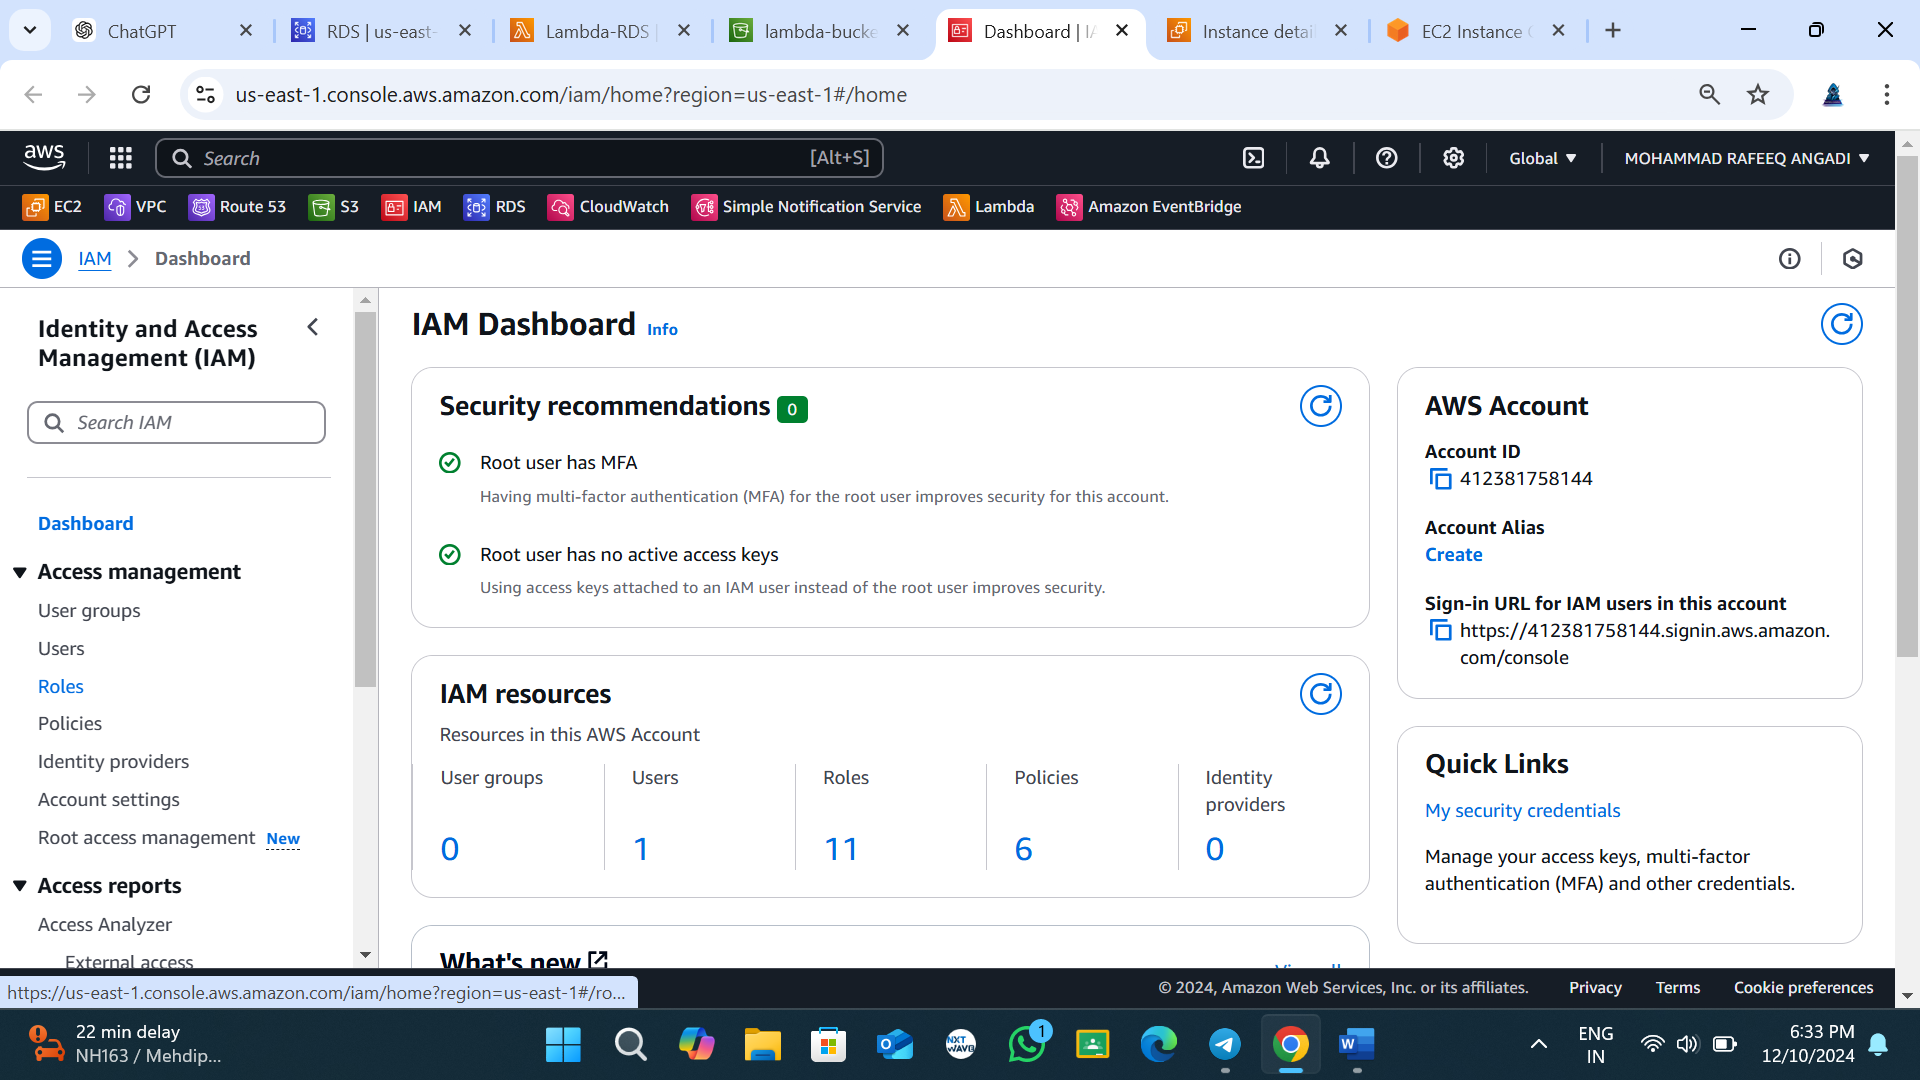 ChatGPT
RDS | us-east-
Lambda-RDS |
lambda-bucke
Dashboard | IA
Instance detai
EC2 Instance C
us-east-1.console.aws.amazon.com/iam/home?region=us-east-1#/home
aws
Search
[Alt+S]
Global
MOHAMMAD RAFEEQ ANGADI
EC2
VPC
Route 53
S3
IAM
RDS
CloudWatch
Simple Notification Service
Lambda
Amazon EventBridge
IAM
Dashboard
Identity and Access
Management (IAM)
Search IAM
Dashboard
Access management
User groups
Users
Roles
Policies
Identity providers
Account settings
Root access management New
Access reports
Access Analyzer
External access
IAM Dashboard Info
Security recommendations 0
Root user has MFA
Having multi-factor authentication (MFA) for the root user improves security for this account.
Root user has no active access keys
Using access keys attached to an IAM user instead of the root user improves security.
IAM resources
Resources in this AWS Account
User groups
0
Users
1
Roles
11
Policies
6
Identity
providers
0
What's new
View all
AWS Account
Account ID
412381758144
Account Alias
Create
Sign-in URL for IAM users in this account
https://412381758144.signin.aws.amazon.
com/console
Quick Links
My security credentials
Manage your access keys, multi-factor
authentication (MFA) and other credentials.
https://us-east-1.console.aws.amazon.com/iam/home?region=us-east-1#/ro...
© 2024, Amazon Web Services, Inc. or its affiliates.
Privacy
Terms
Cookie preferences
22 min delay
NH163 / Mehdip...
NXT
WAVE
1
W
ENG
IN
6:33 PM
12/10/2024